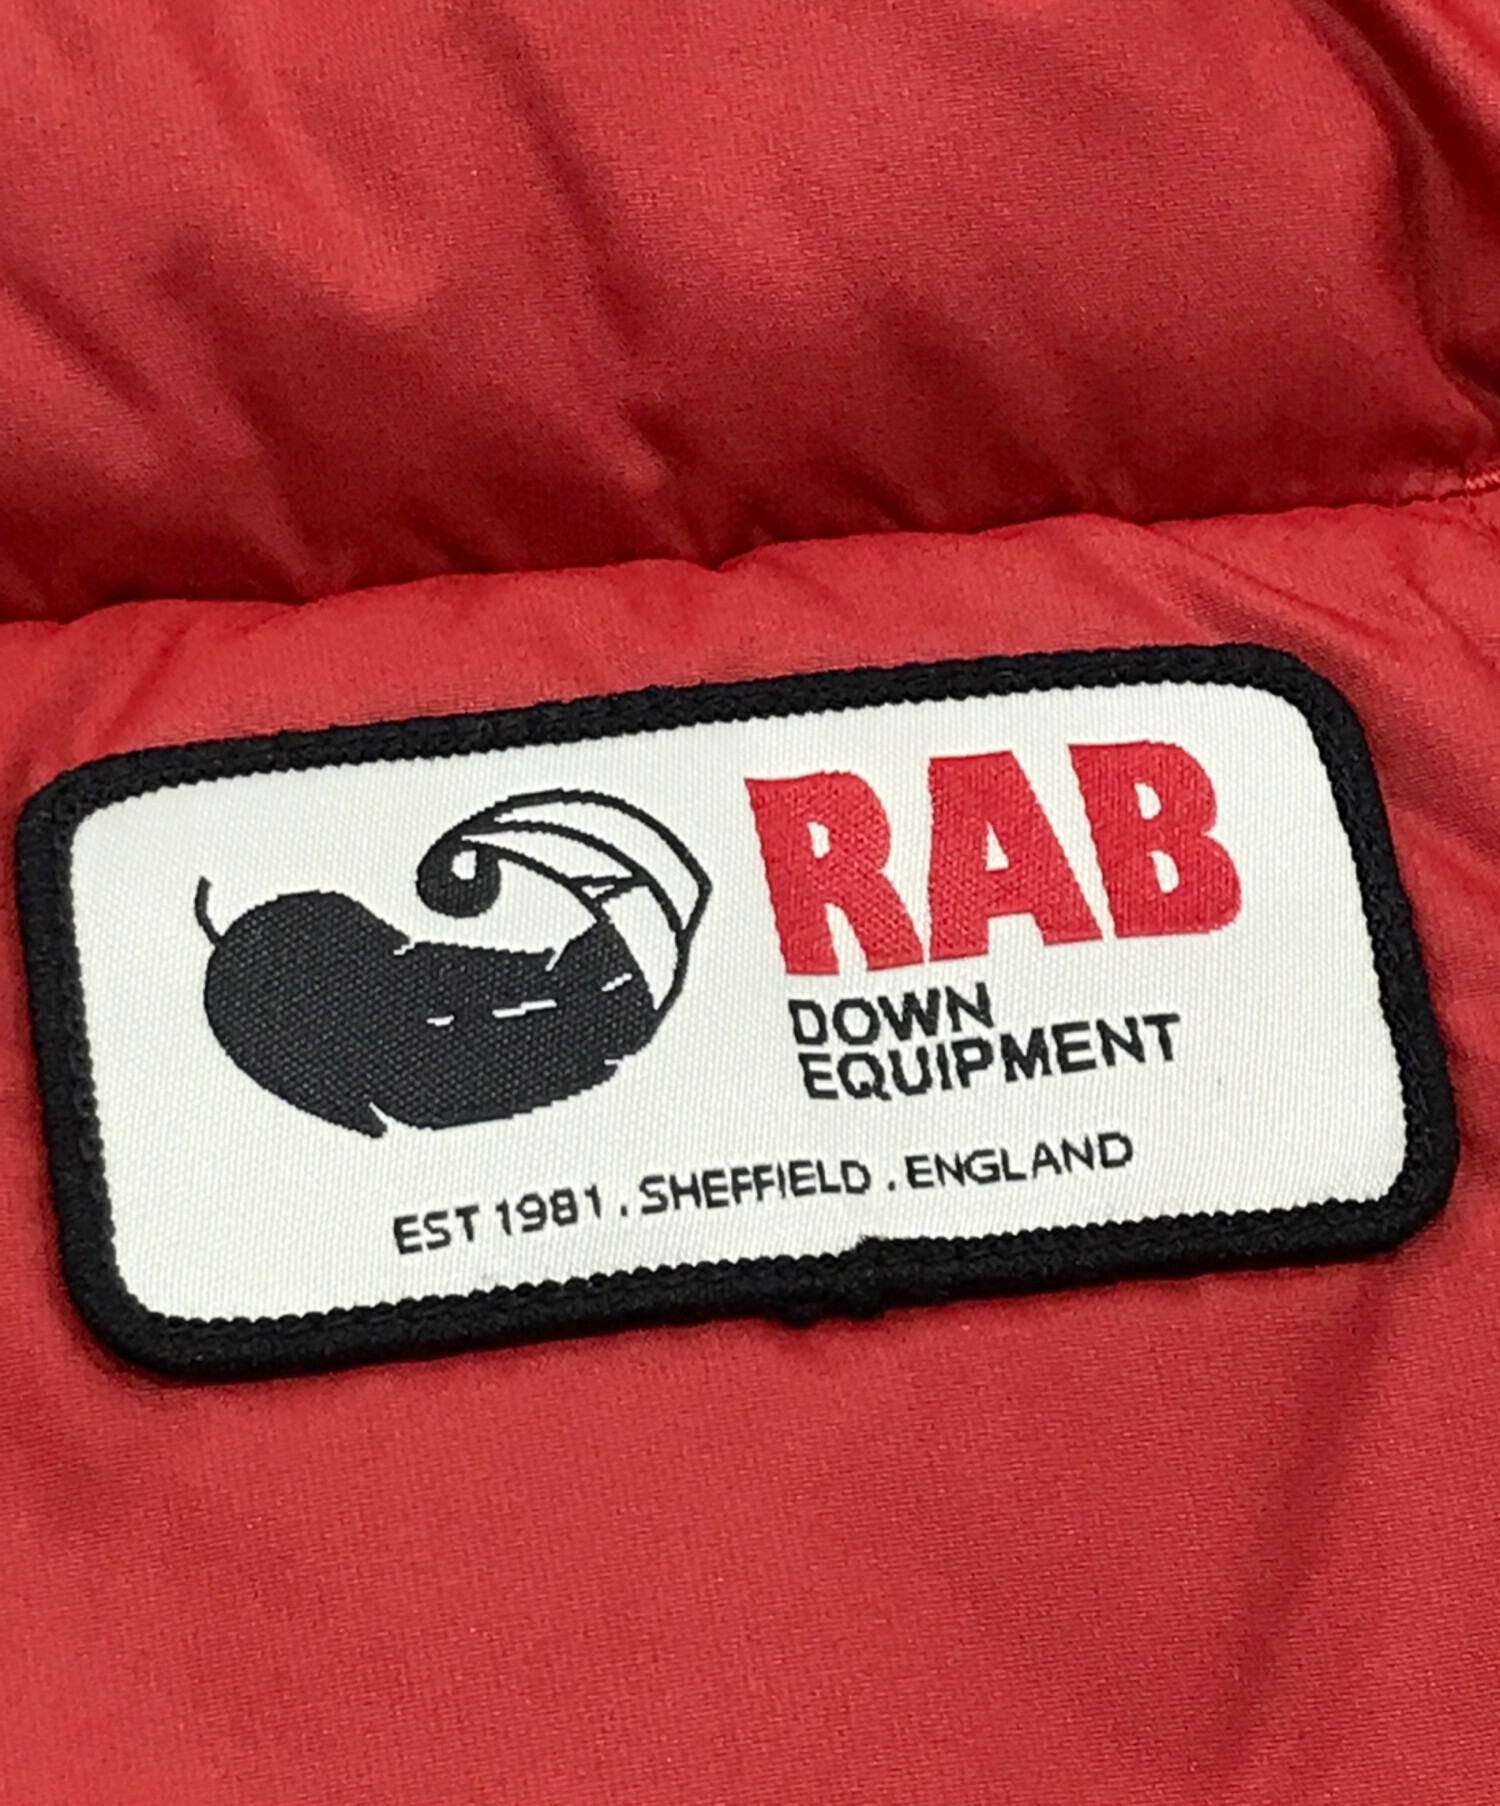 RAB
DOWN
EQUIPMENT
EST 1981 . SHEFFIELD . ENGLAND